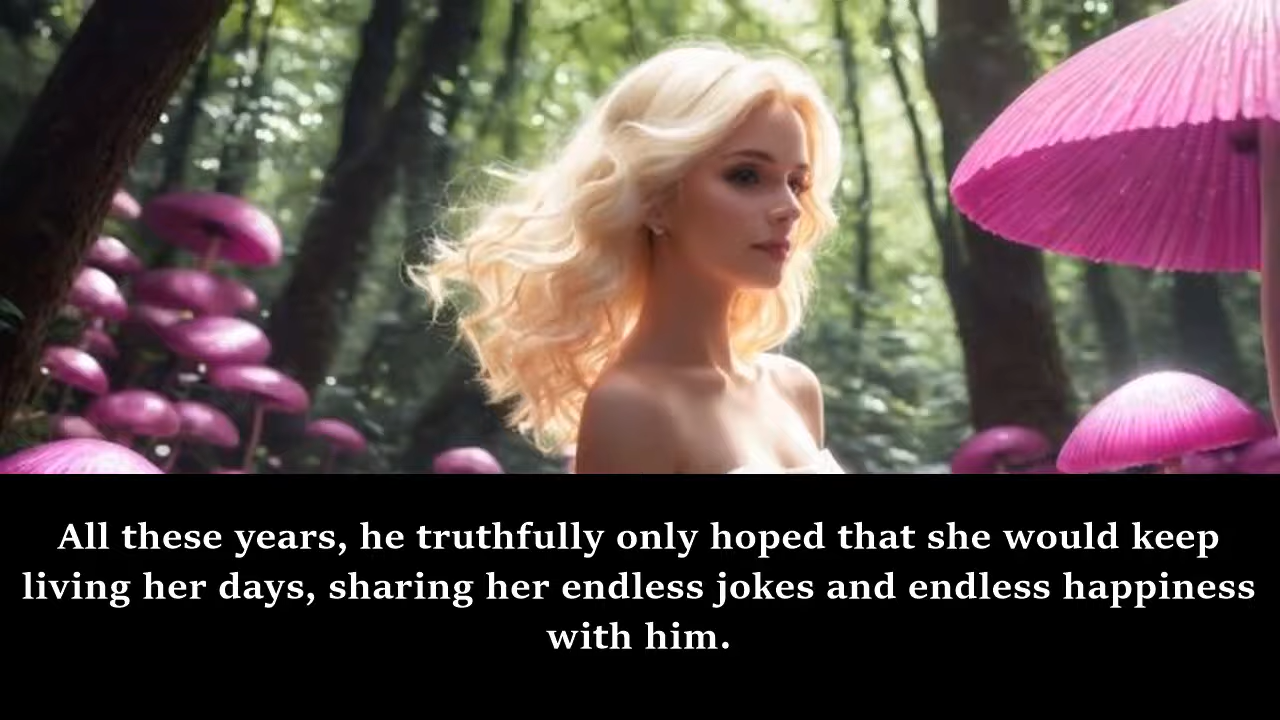 All these years, he truthfully only hoped that she would keep
living her days, sharing her endless jokes and endless happiness
with him.